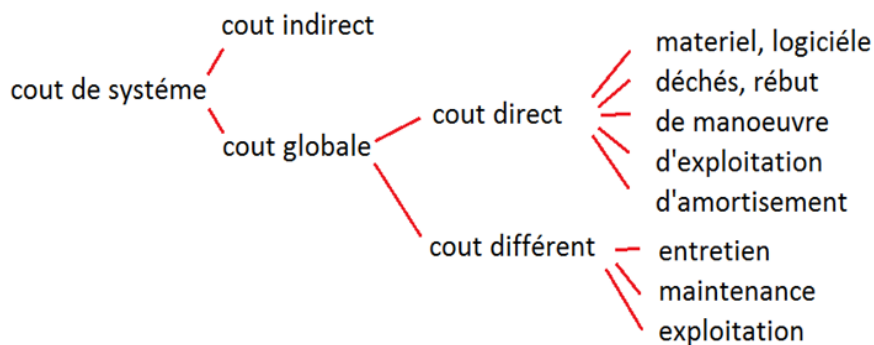 cout indirect
cout de systéme
cout globale
cout direct
materiel, logiciéle
déchés, rébut
de manoeuvre
d'exploitation
d'amortisement
cout différent
entretien
maintenance
exploitation